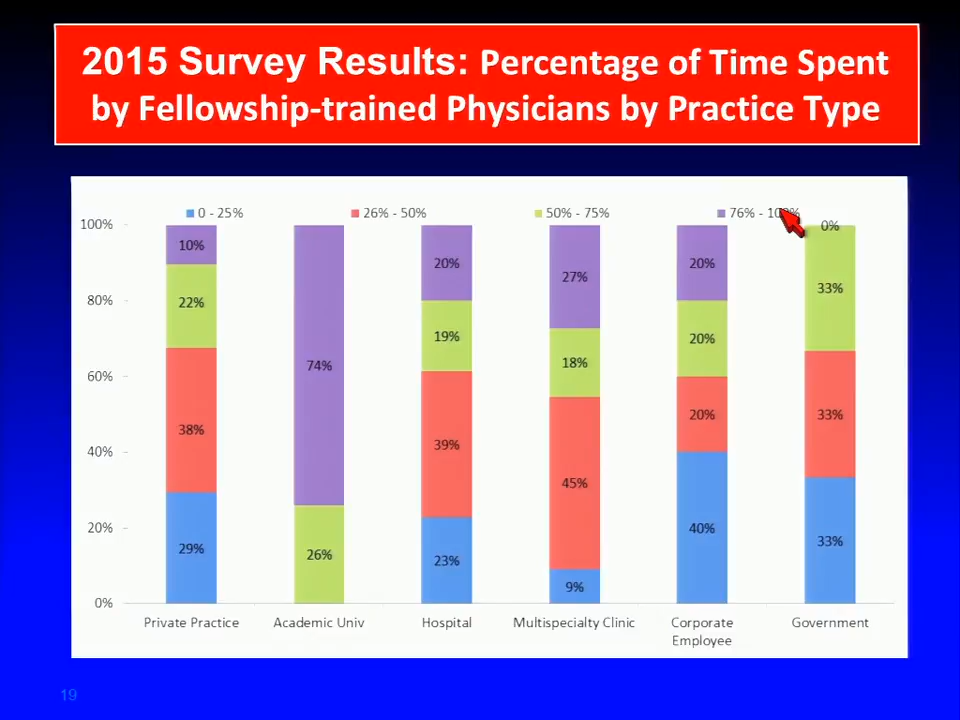 2015 Survey Results: Percentage of Time Spent
by Fellowship-trained Physicians by Practice Type
0 - 25% 26% - 50% 50% - 75% 76% - 100%
100% 0%
10%
20% 27% 20%
22% 33%
80%
19% 18% 20%
74%
60%
38% 39% 45% 20% 33%
40%
29% 26% 23% 9% 40% 33%
20%
0%
Private Practice Academic Univ Hospital Multispecialty Clinic Corporate Employee Government
19